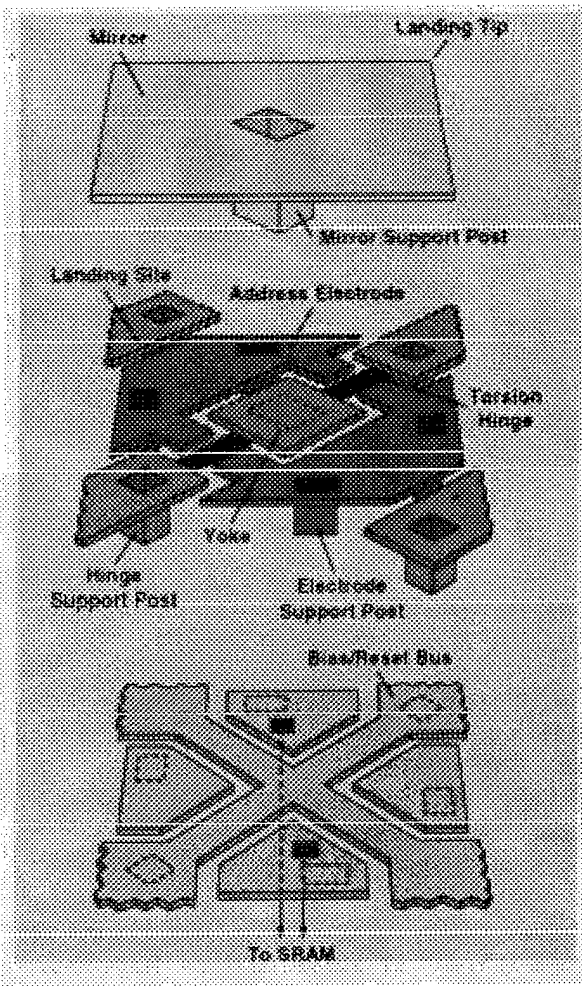 Mirror
Landing Tip
Mirror Support Post
Landing Site
Address Electrode
Torsion
Hinge
Yoke
Hinge
Support Post
Electrode
Support Post
Bias/Reset Bus
To SRAM